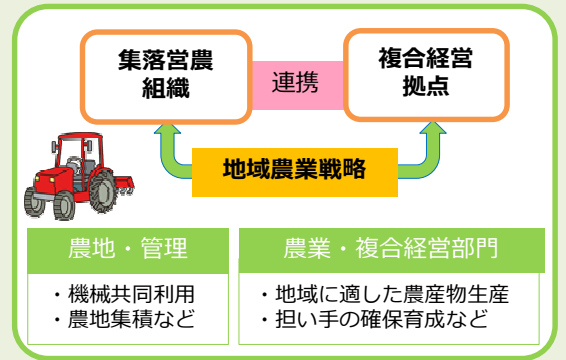 集落営農
組織
連携
複合経営
拠点
地域農業戦略
農地・管理
・機械共同利用
・農地集積など
農業・複合経営部門
・地域に適した農産物生産
・担い手の確保育成など